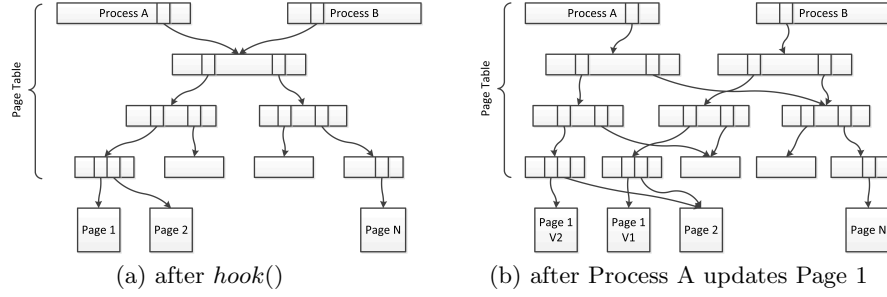 Process A
Process B
Page Table
Page 1
Page 2
Page N
(a) after hook()
Process A
Process B
Page Table
Page 1
V2
Page 1
V1
Page 2
Page N
(b) after Process A updates Page 1